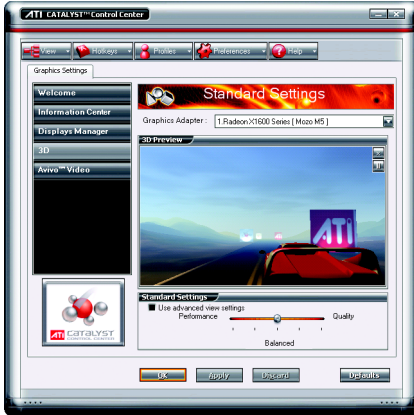 ATI CATALYST™ Control Center
View Hotkeys Profiles Preferences Help
Graphics Settings
Welcome
Information Center
Displays Manager
3D
Avivo™ Video
Standard Settings
Graphics Adapter :
1.Radeon X1600 Series [ Mozo M5 ]
3D Preview
ATI
Standard Settings
Use advanced view settings
Performance
Quality
Balanced
ATI CATALYST
CONTROL CENTER
OK
Apply
Discard
Defaults